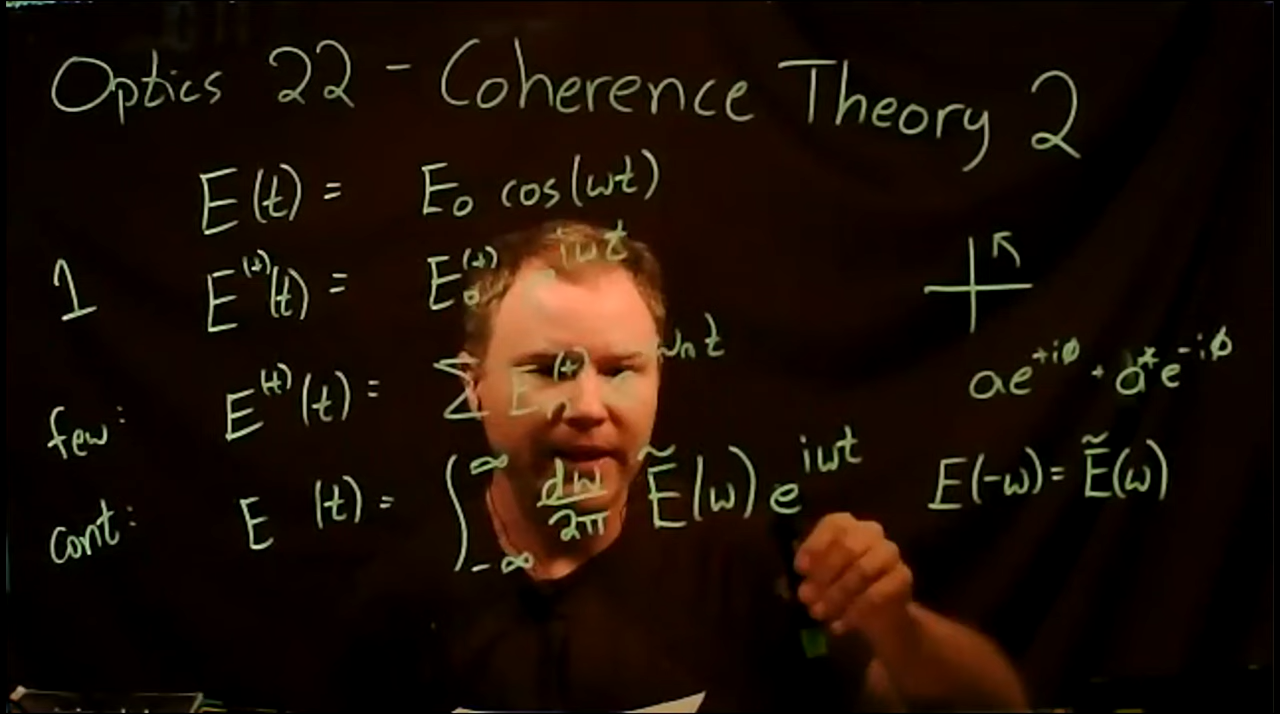 Optics 22 - Coherence Theory 2
E(t) = E₀ cos(ωt)
1 E⁽⁺⁾(t) = E₀⁽⁺⁾ iωt
few: E⁽⁺⁾(t) = Σ E⁽⁺⁾ ωₙt
ae^{+iφ} + a*e^{-iφ}
cont: E (t) = ∫_{-∞}^{∞} dω/2π Ẽ(ω) e^{iωt} E(-ω) = Ẽ(ω)